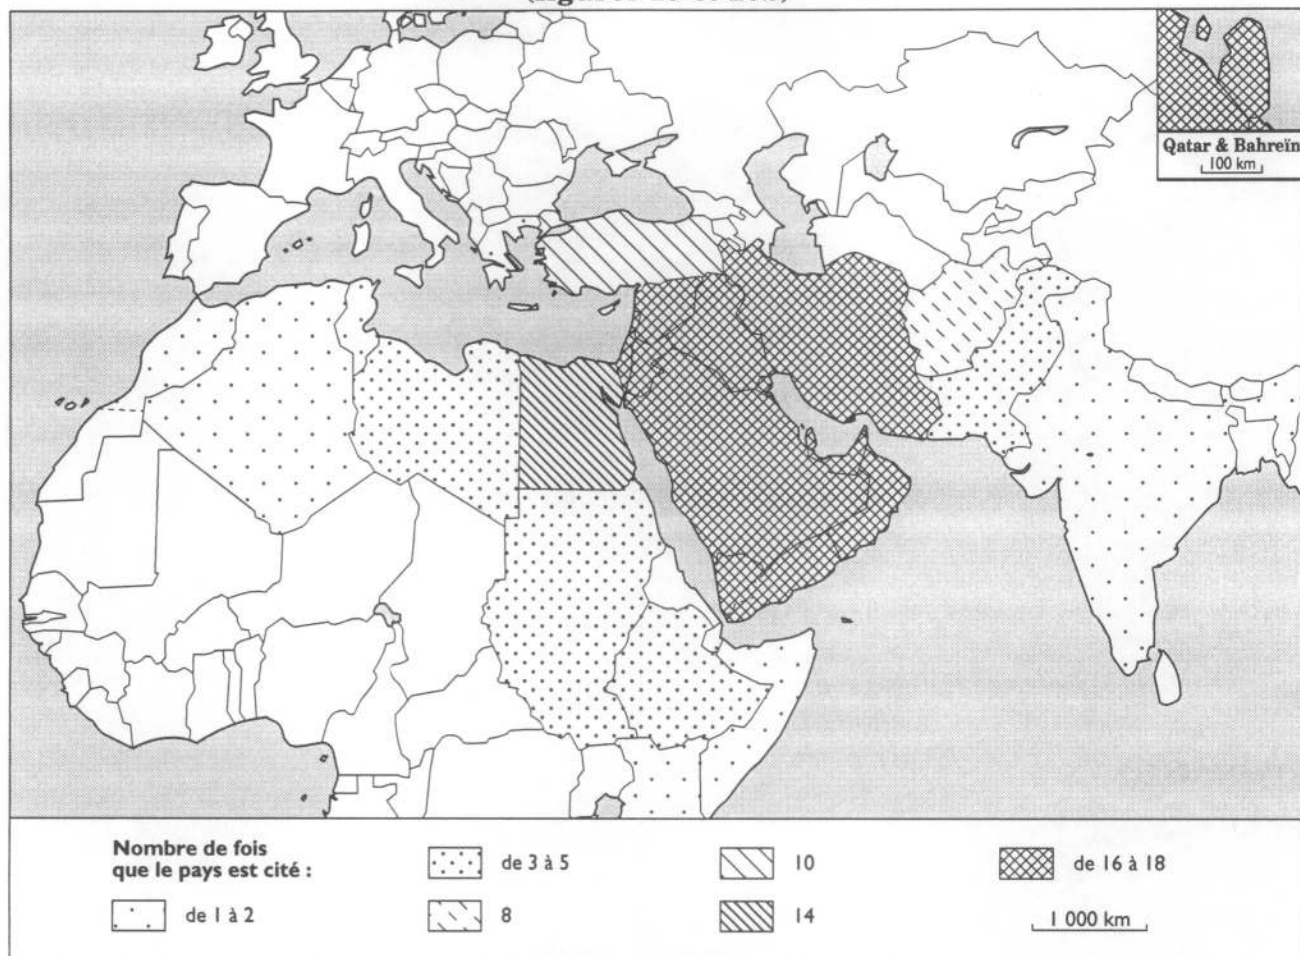 Qatar & Bahreïn
100 km
Nombre de fois
que le pays est cité :
de 1 à 2
de 3 à 5
8
10
14
de 16 à 18
1 000 km